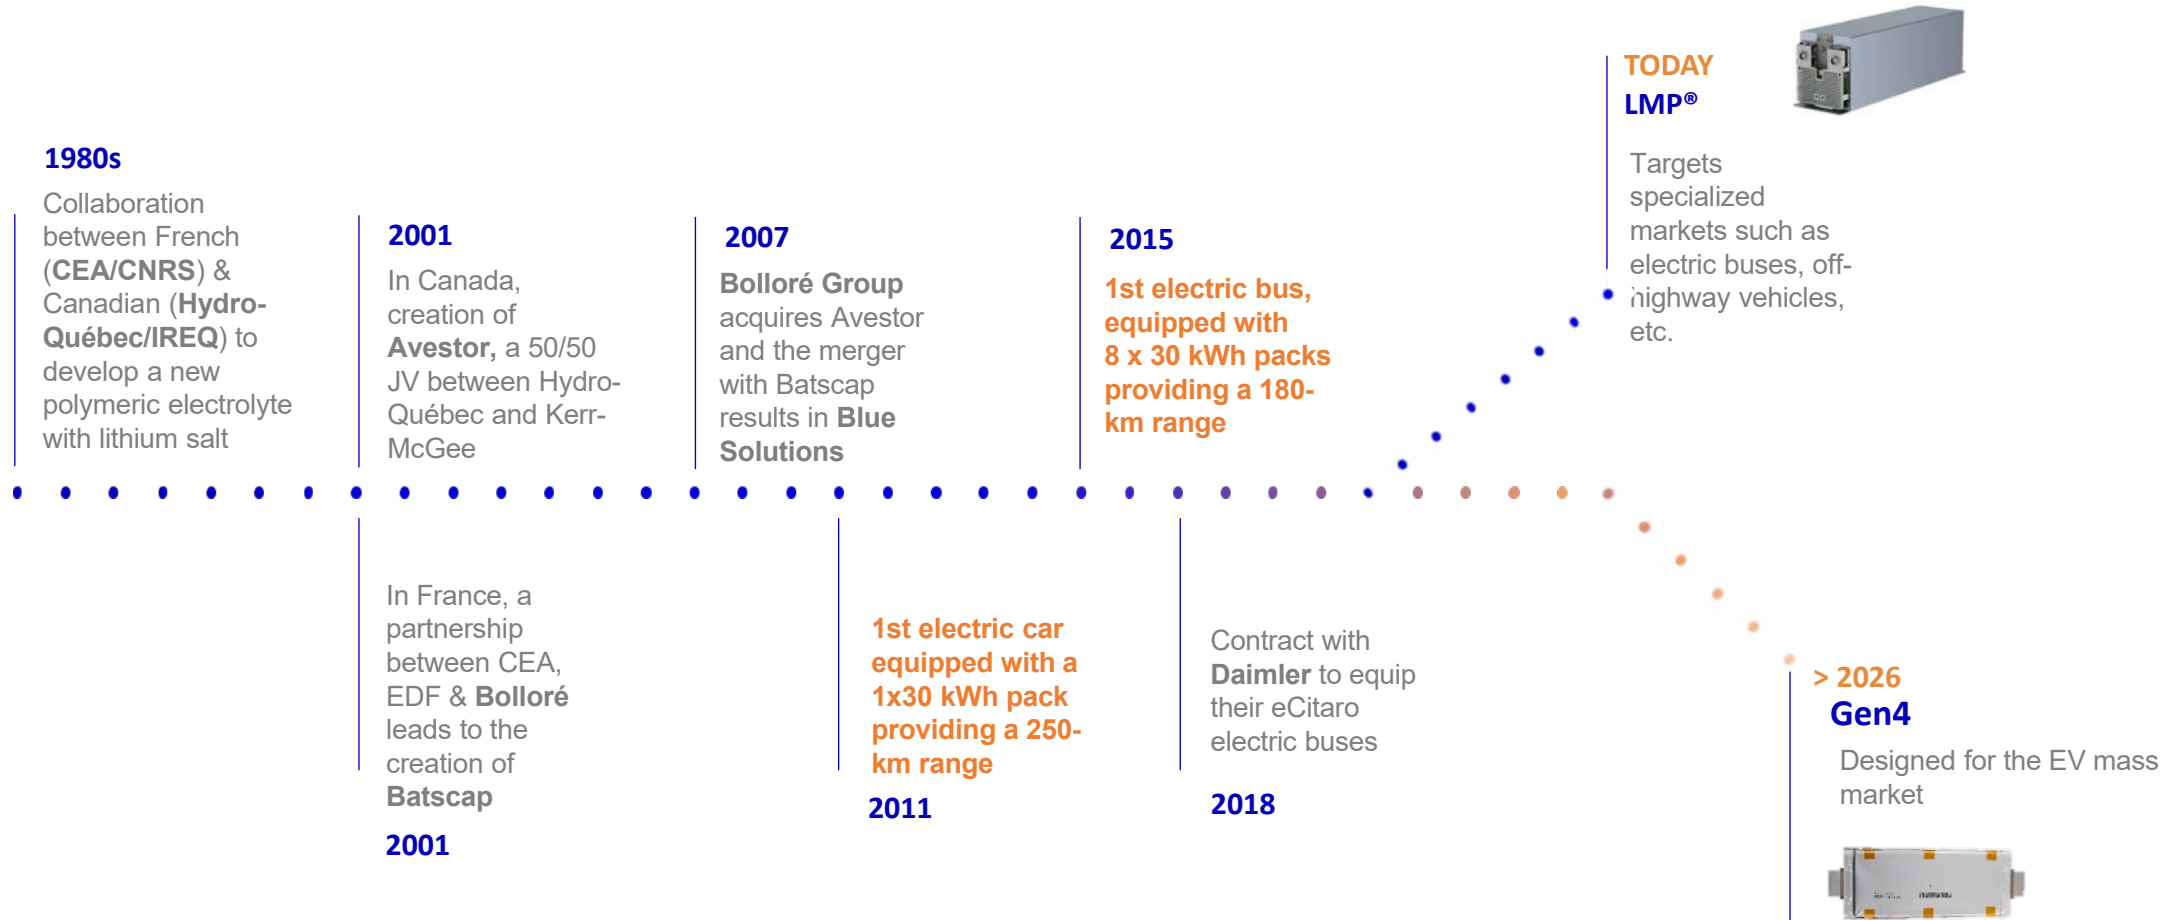 1980s
Collaboration
between French
(CEA/CNRS) &
Canadian (Hydro-
Québec/IREQ) to
develop a new
polymeric electrolyte
with lithium salt
2001
In Canada,
creation of
Avestor, a 50/50
JV between Hydro-
Québec and Kerr-
McGee
In France, a
partnership
between CEA,
EDF & Bolloré
leads to the
creation of
Batscap
2001
2007
Bolloré Group
acquires Avestor
and the merger
with Batscap
results in Blue
Solutions
1st electric car
equipped with a
1x30 kWh pack
providing a 250-
km range
2011
2015
1st electric bus,
equipped with
8 x 30 kWh packs
providing a 180-
km range
Contract with
Daimler to equip
their eCitaro
electric buses
2018
TODAY
LMP®
Targets
specialized
markets such as
electric buses, off-
highway vehicles,
etc.
> 2026
Gen4
Designed for the EV mass
market